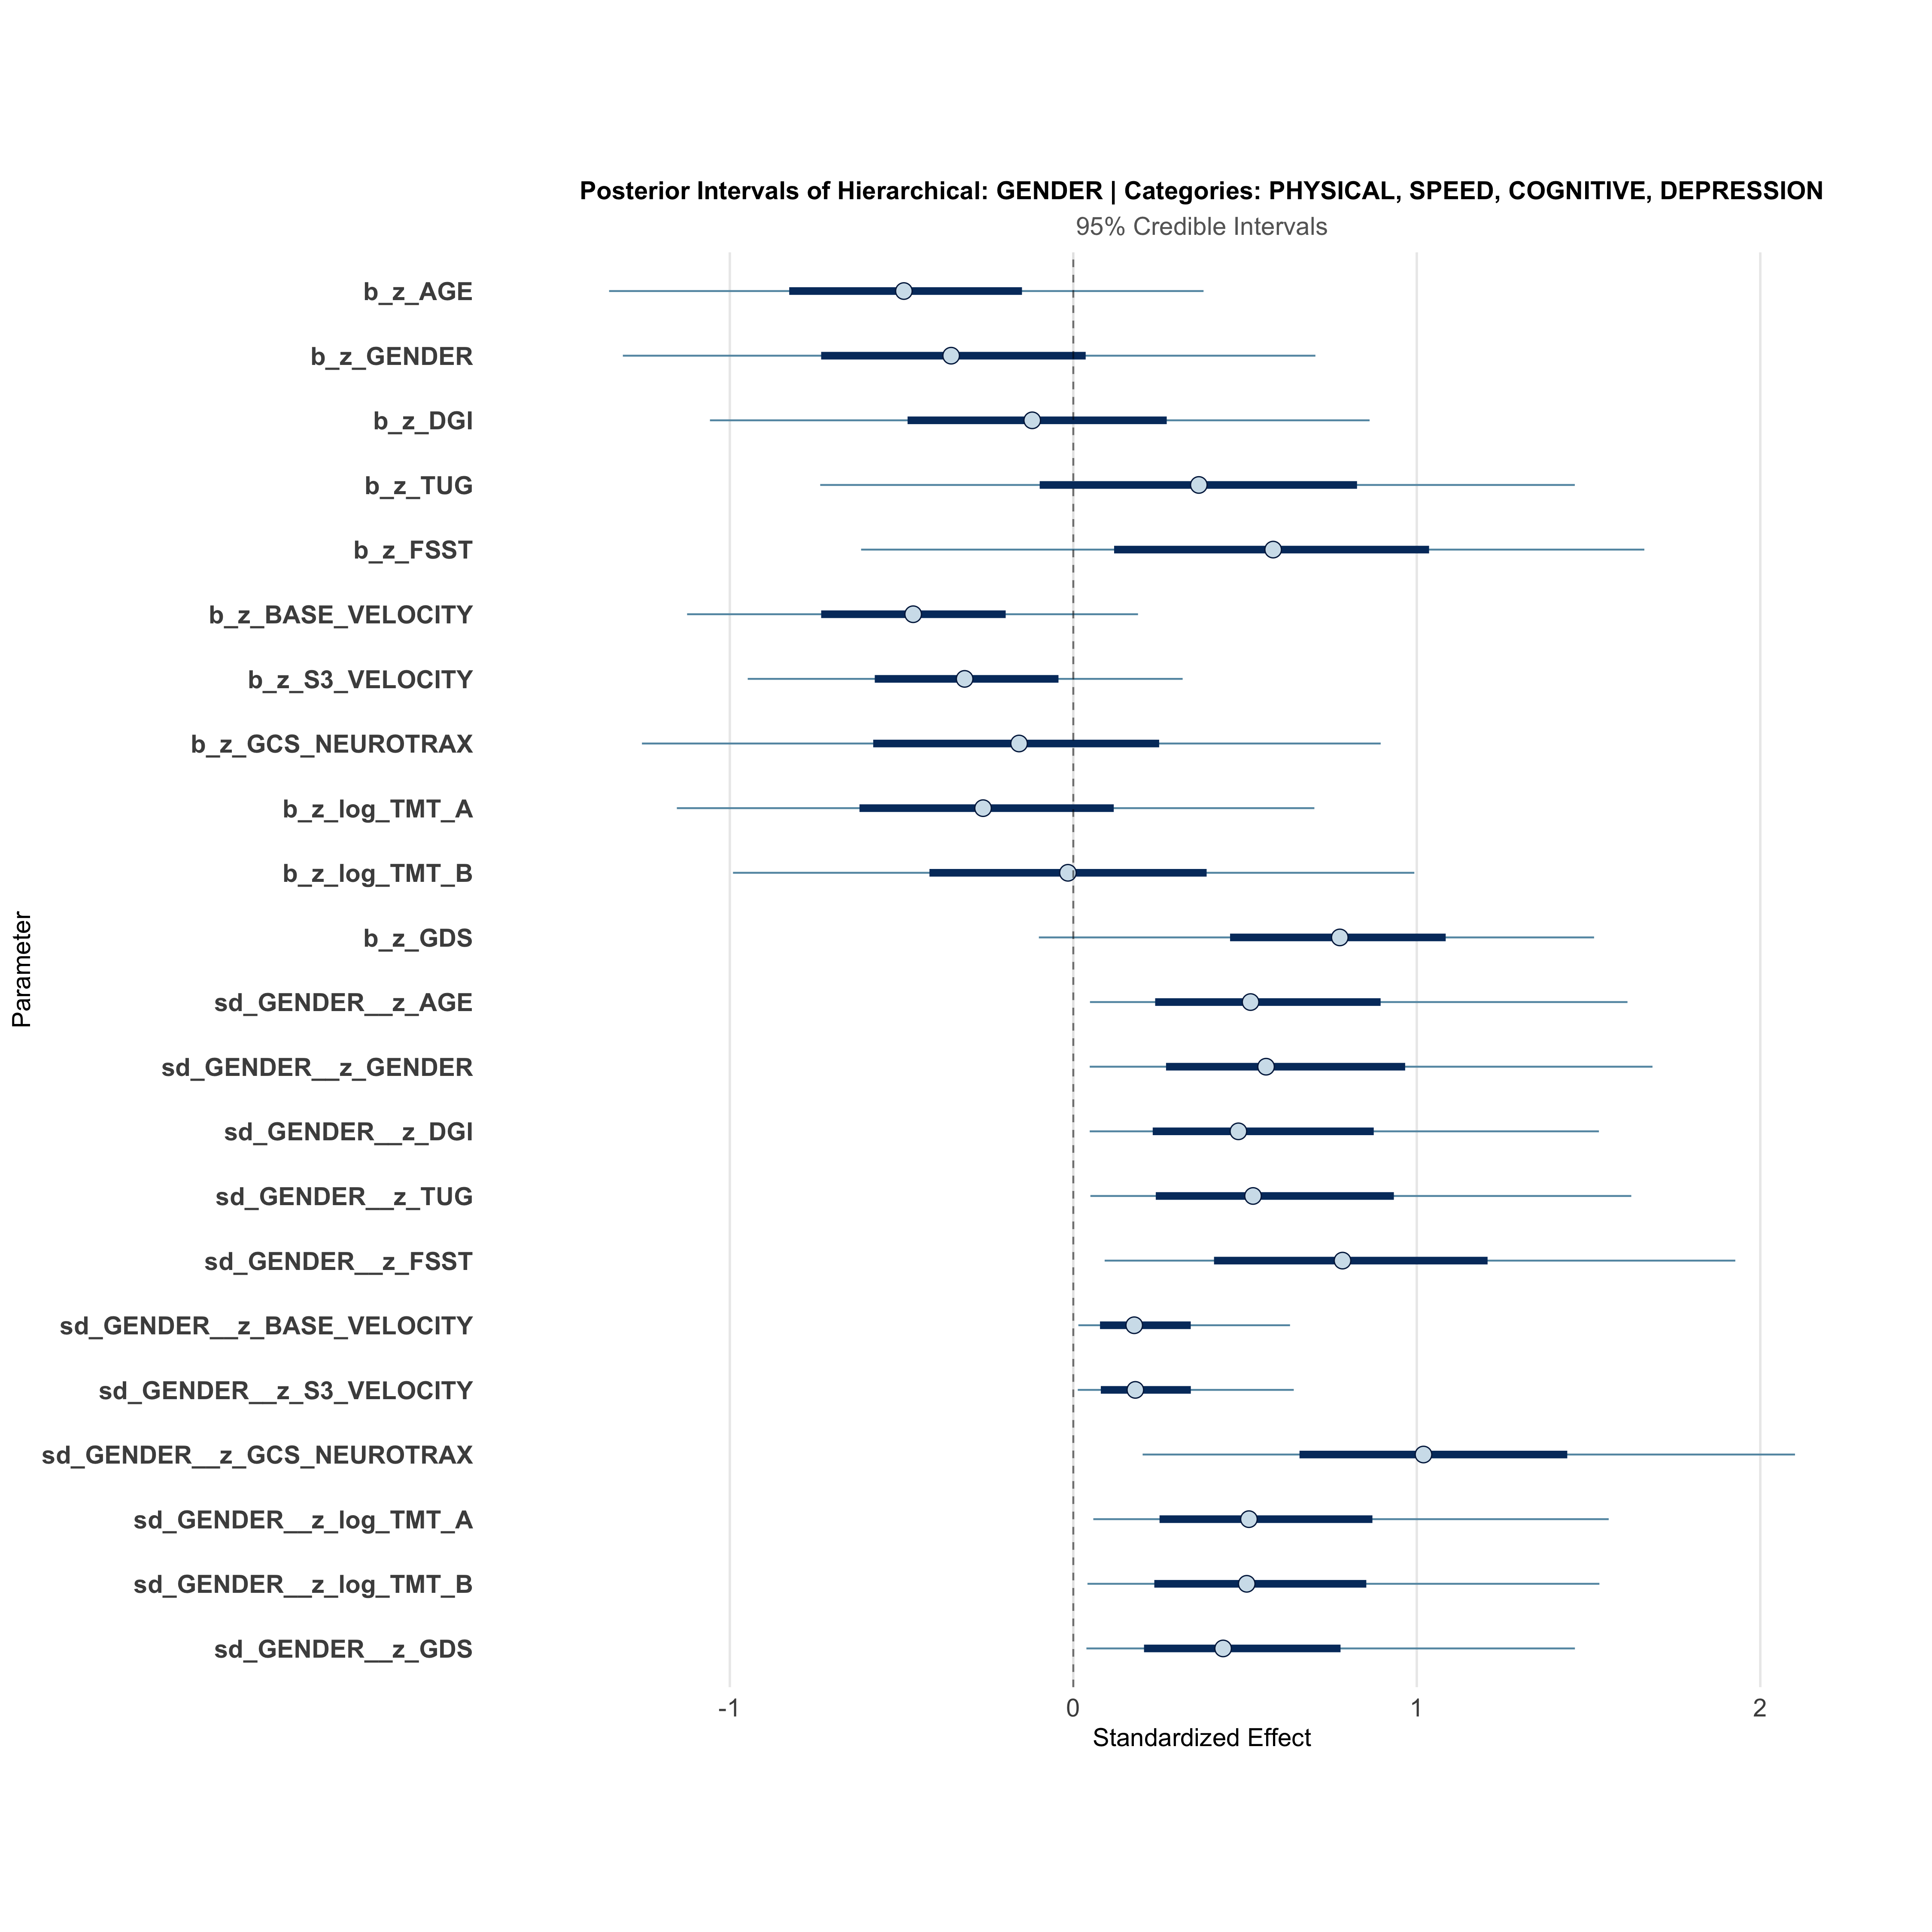 Posterior Intervals of Hierarchical: GENDER | Categories: PHYSICAL, SPEED, COGNITIVE, DEPRESSION
95% Credible Intervals
Parameter
b_z_AGE
b_z_GENDER
b_z_DGI
b_z_TUG
b_z_FSST
b_z_BASE_VELOCITY
b_z_S3_VELOCITY
b_z_GCS_NEUROTRAX
b_z_log_TMT_A
b_z_log_TMT_B
b_z_GDS
sd_GENDER__z_AGE
sd_GENDER__z_GENDER
sd_GENDER__z_DGI
sd_GENDER__z_TUG
sd_GENDER__z_FSST
sd_GENDER__z_BASE_VELOCITY
sd_GENDER__z_S3_VELOCITY
sd_GENDER__z_GCS_NEUROTRAX
sd_GENDER__z_log_TMT_A
sd_GENDER__z_log_TMT_B
sd_GENDER__z_GDS
-1 0 1 2
Standardized Effect